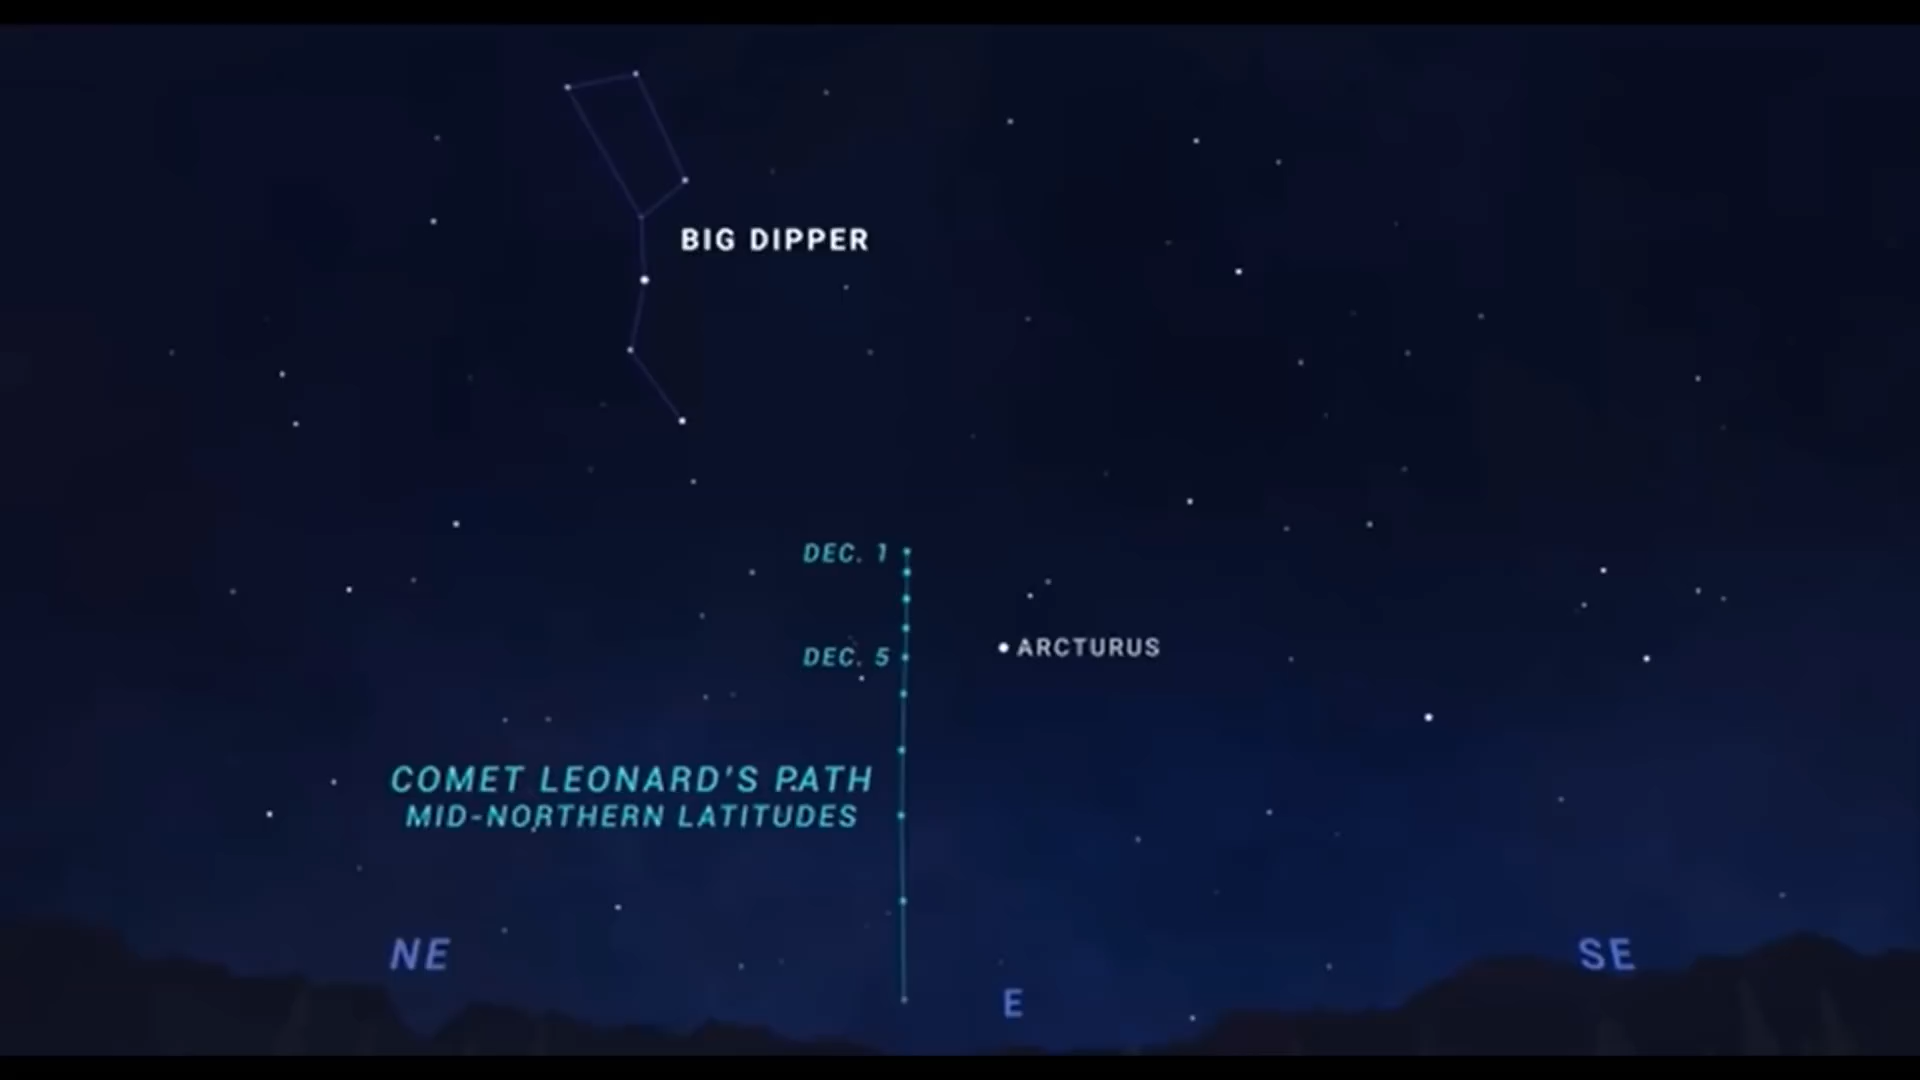 BIG DIPPER
DEC. 1
ARCTURUS
DEC. 5
COMET LEONARD'S PATH
MID-NORTHERN LATITUDES
NE
SE
E